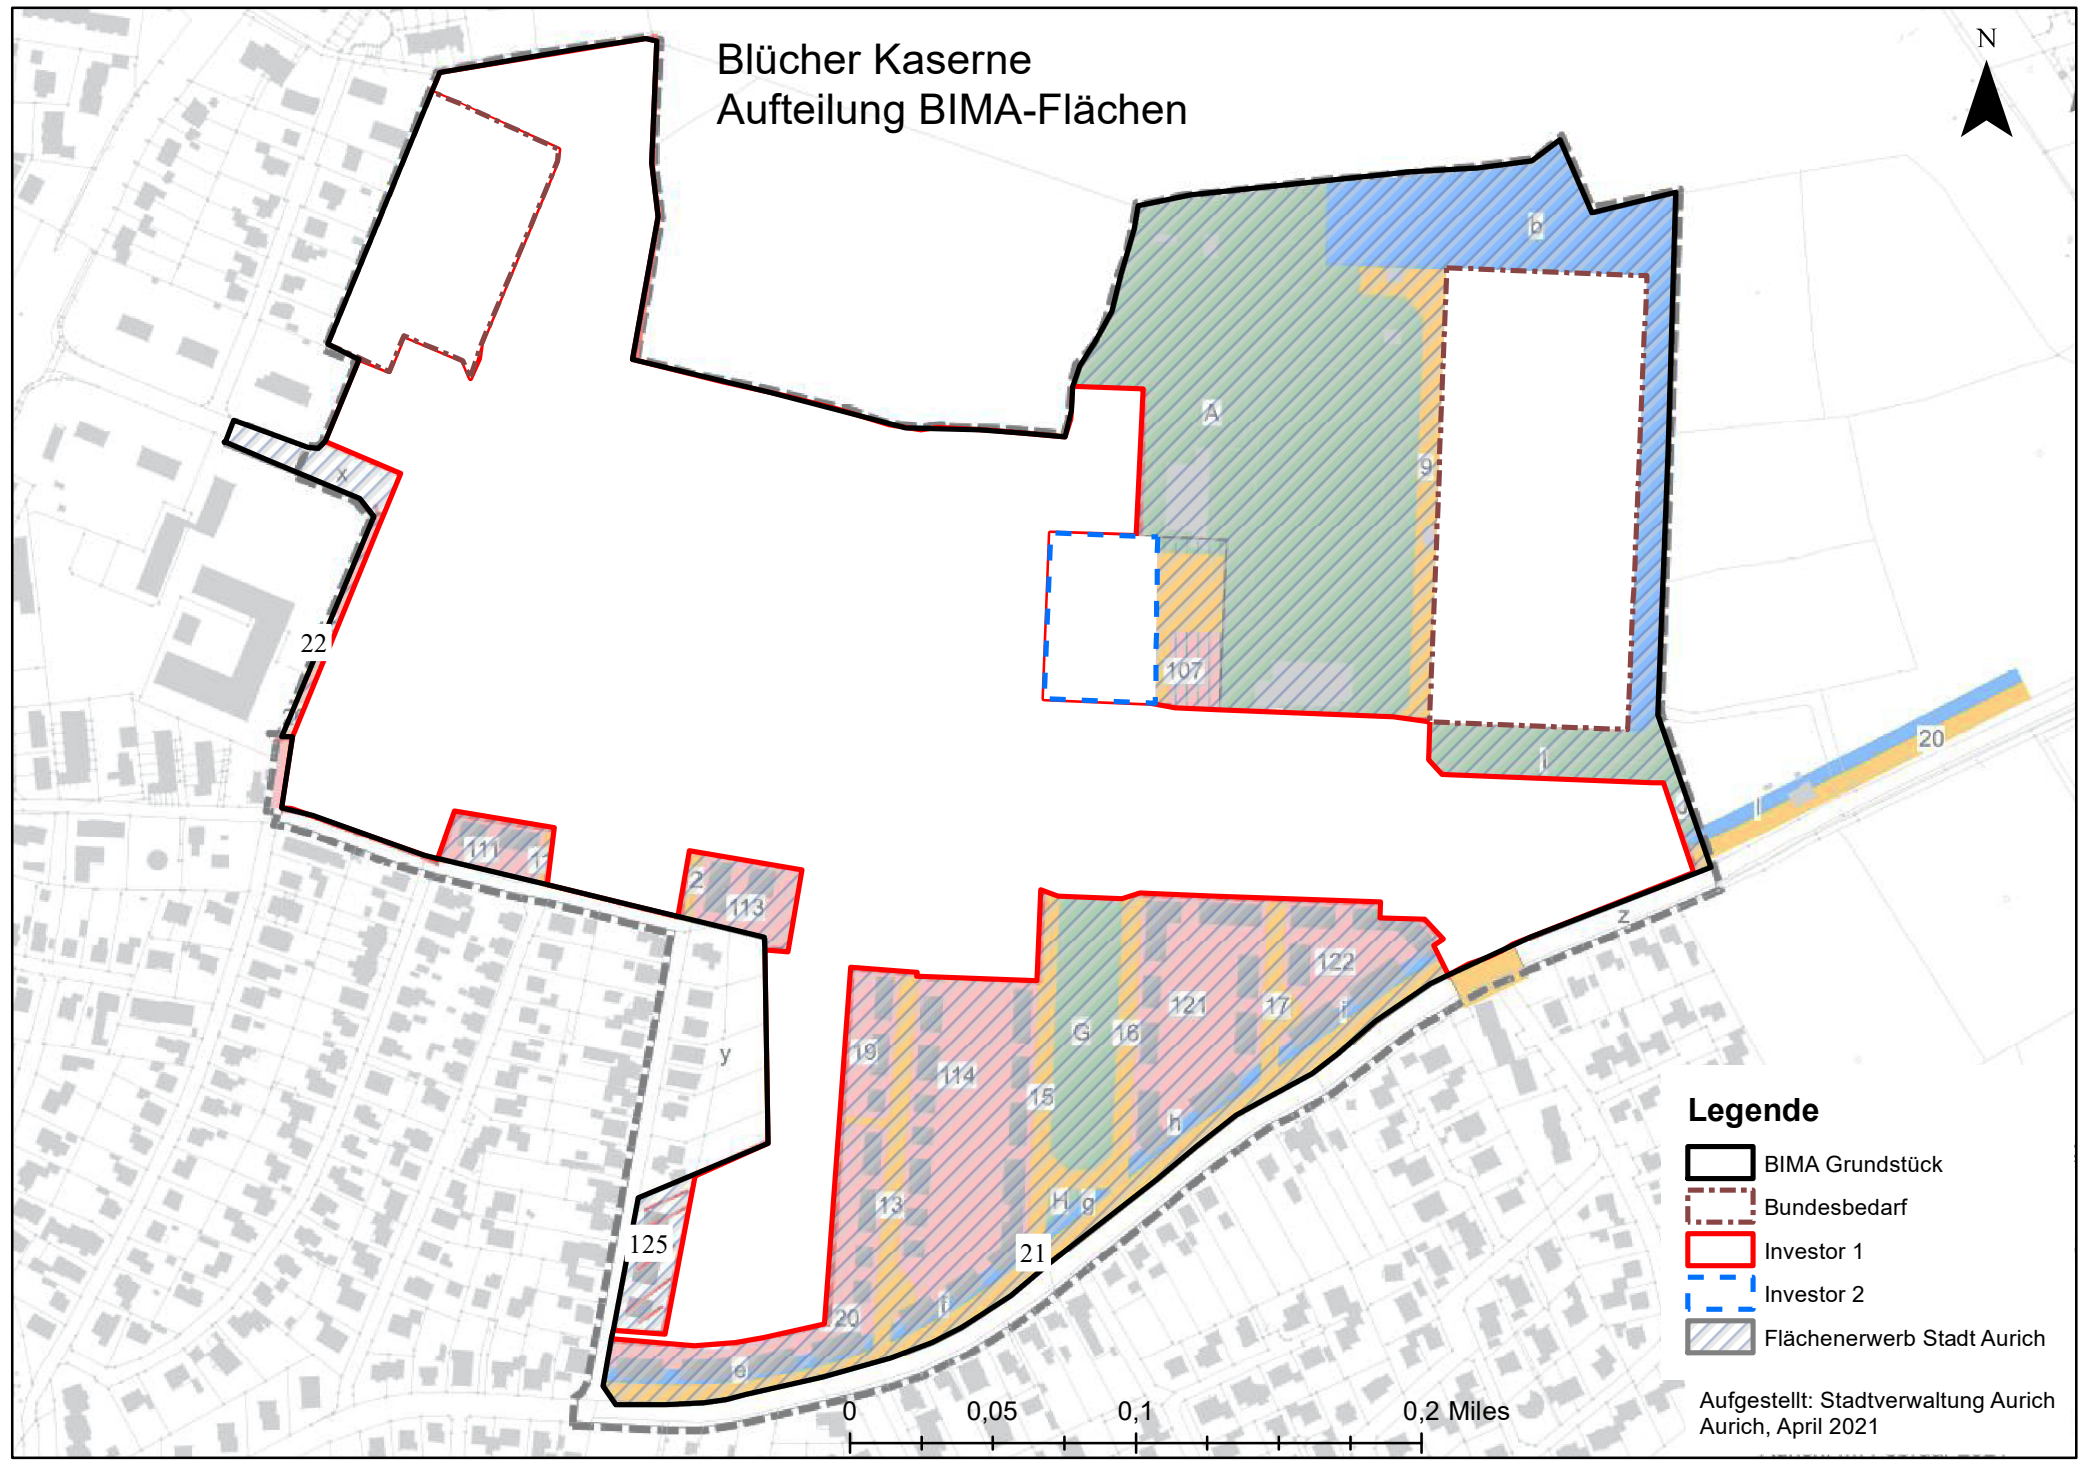 Blücher Kaserne
Aufteilung BIMA-Flächen
N
b
A
x
9
22
107
i
20
l
111
11
2
113
z
122
121
17
i
G
16
19
114
15
y
h
13
H g
125
21
20
f
e
Legende
BIMA Grundstück
Bundesbedarf
Investor 1
Investor 2
Flächenerwerb Stadt Aurich
Aufgestellt: Stadtverwaltung Aurich
Aurich, April 2021
0 0,05 0,1 0,2 Miles